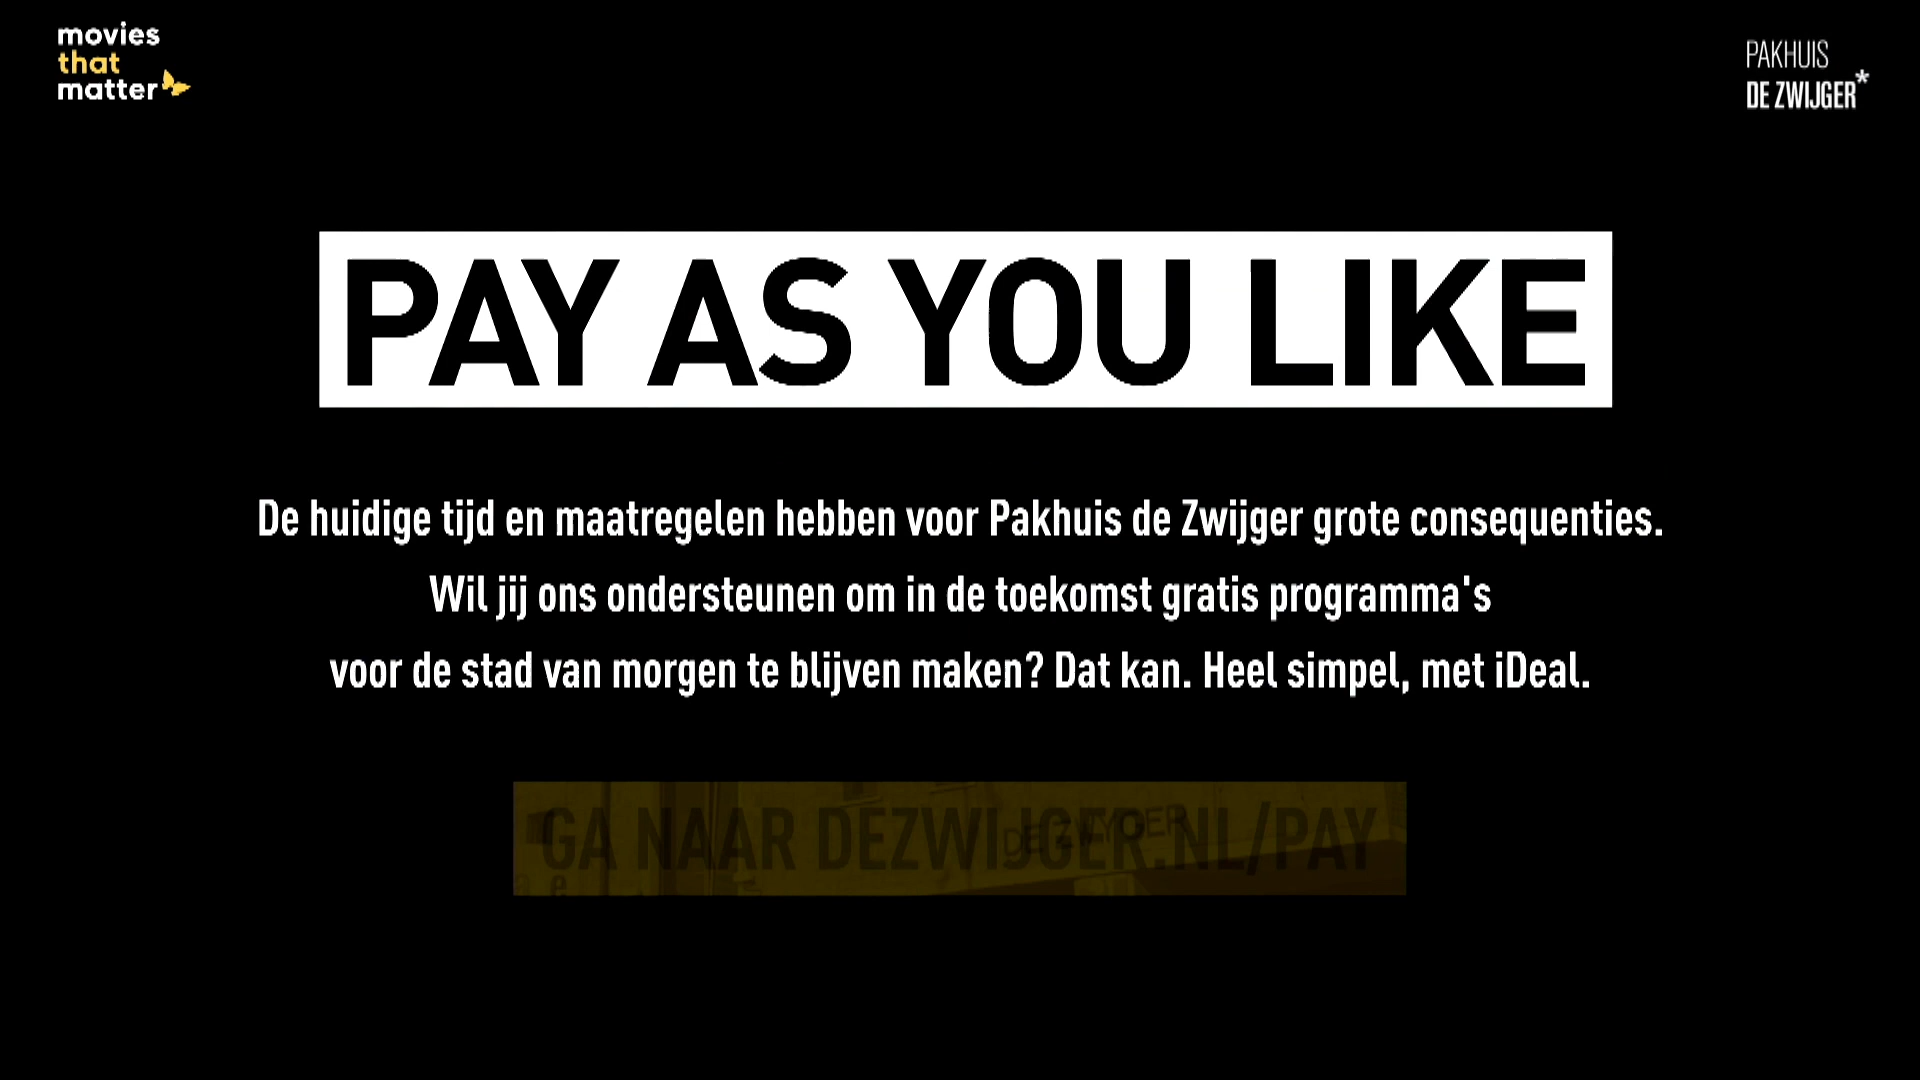 movies
that
matter
PAKHUIS
DE ZWIJGER*
PAY AS YOU LIKE
De huidige tijd en maatregelen hebben voor Pakhuis de Zwijger grote consequenties.
Wil jij ons ondersteunen om in de toekomst gratis programma's
voor de stad van morgen te blijven maken? Dat kan. Heel simpel, met iDeal.
GA NAAR DEZWIJGER.NL/PAY
DE ZWYGER